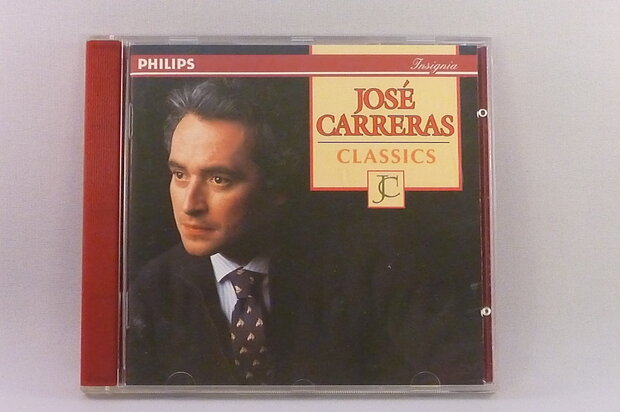 PHILIPS
Insignia
JOSÉ
CARRERAS
CLASSICS
JC